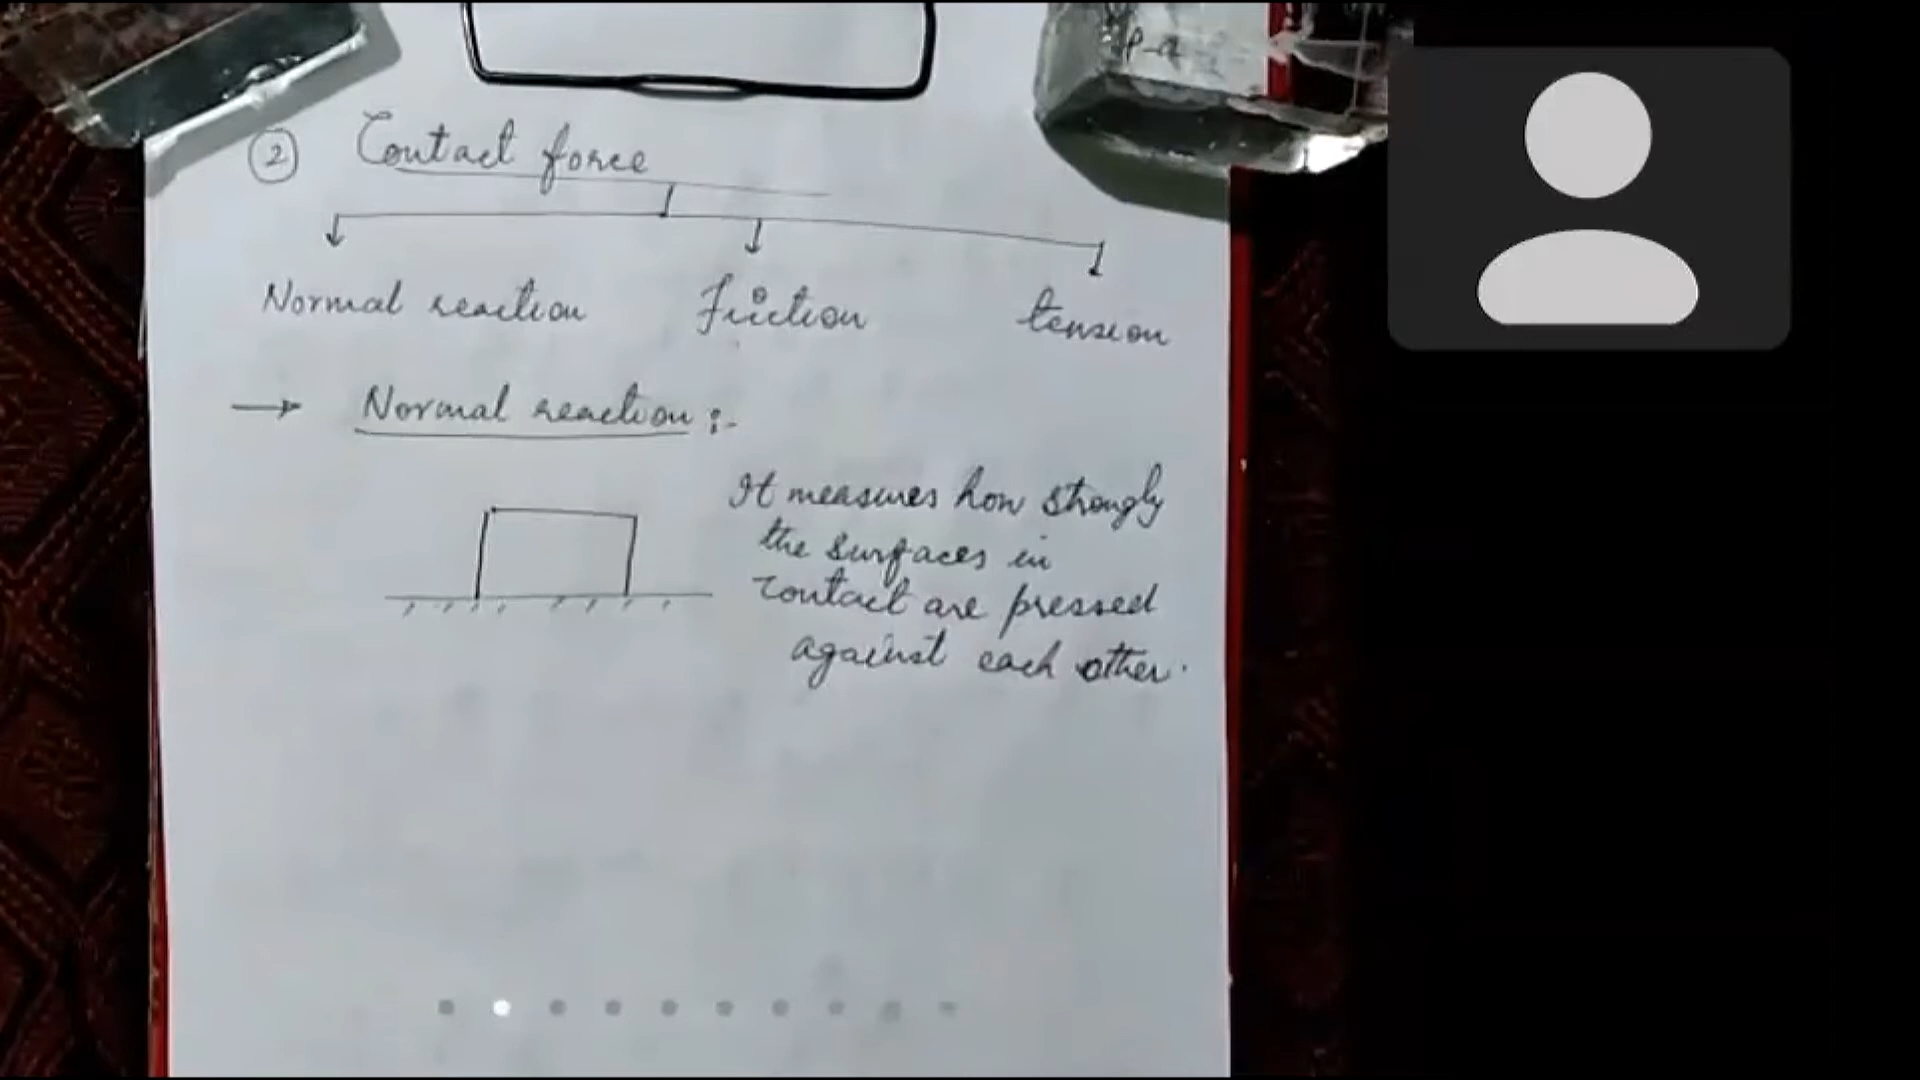 ② Contact force
Normal reaction friction tension
→ Normal reaction :-
It measures how strongly
the surfaces in
contact are pressed
against each other.